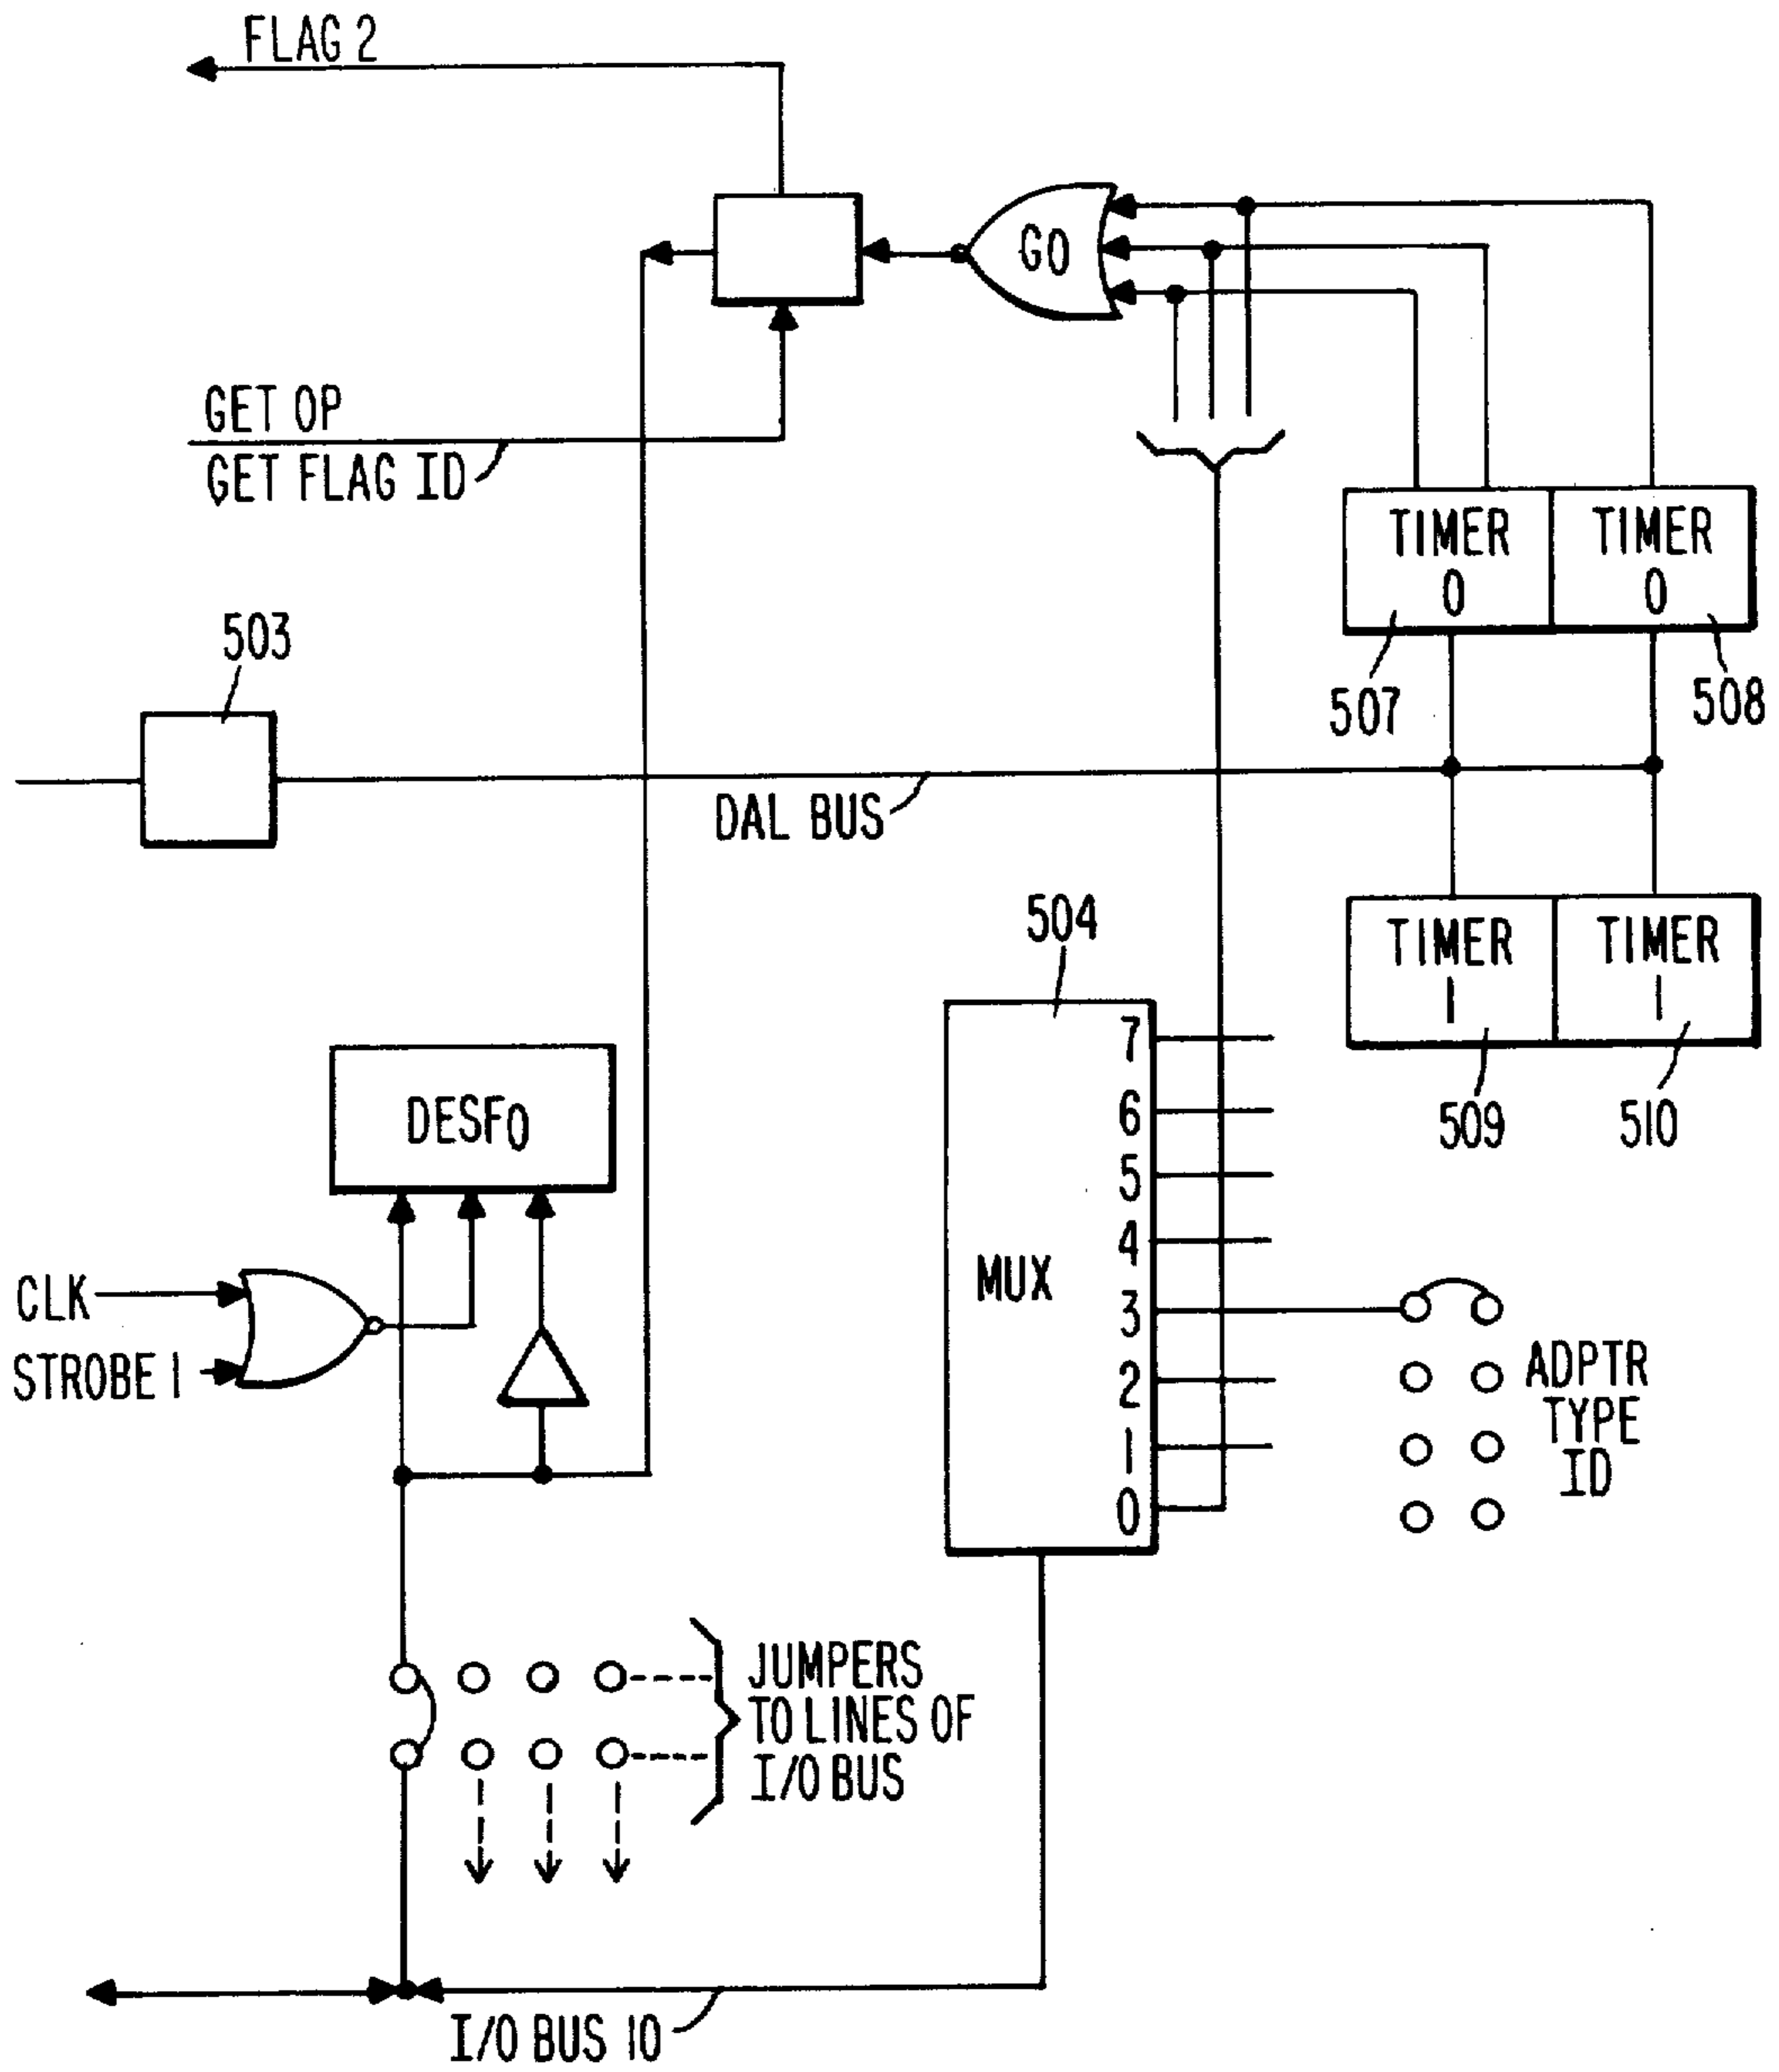 FLAG 2
G0
GET OP
GET FLAG ID
TIMER
0
TIMER
0
503
507
508
DAL BUS
504
TIMER
1
TIMER
1
509
510
DESF0
7
6
5
4
3
2
1
0
MUX
CLK
STROBE 1
ADPTR
TYPE
ID
JUMPERS
TO LINES OF
I/O BUS
I/O BUS 10